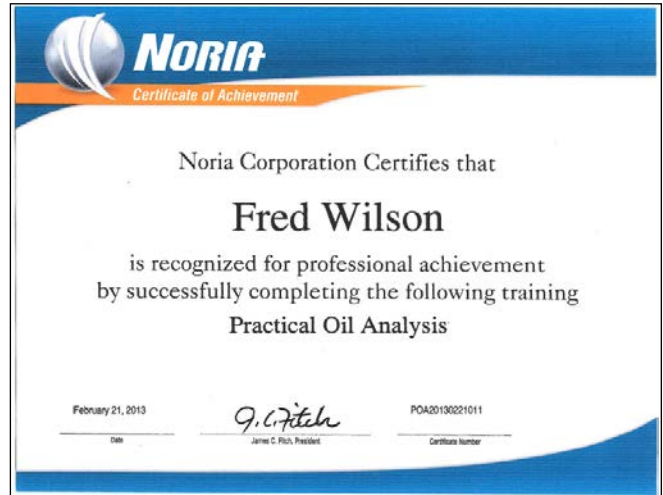 NORIA
Certificate of Achievement
Noria Corporation Certifies that
Fred Wilson
is recognized for professional achievement
by successfully completing the following training
Practical Oil Analysis
February 21, 2013
J.C. Fitch
POA20130221011
Date
James C. Fitch, President
Certificate Number